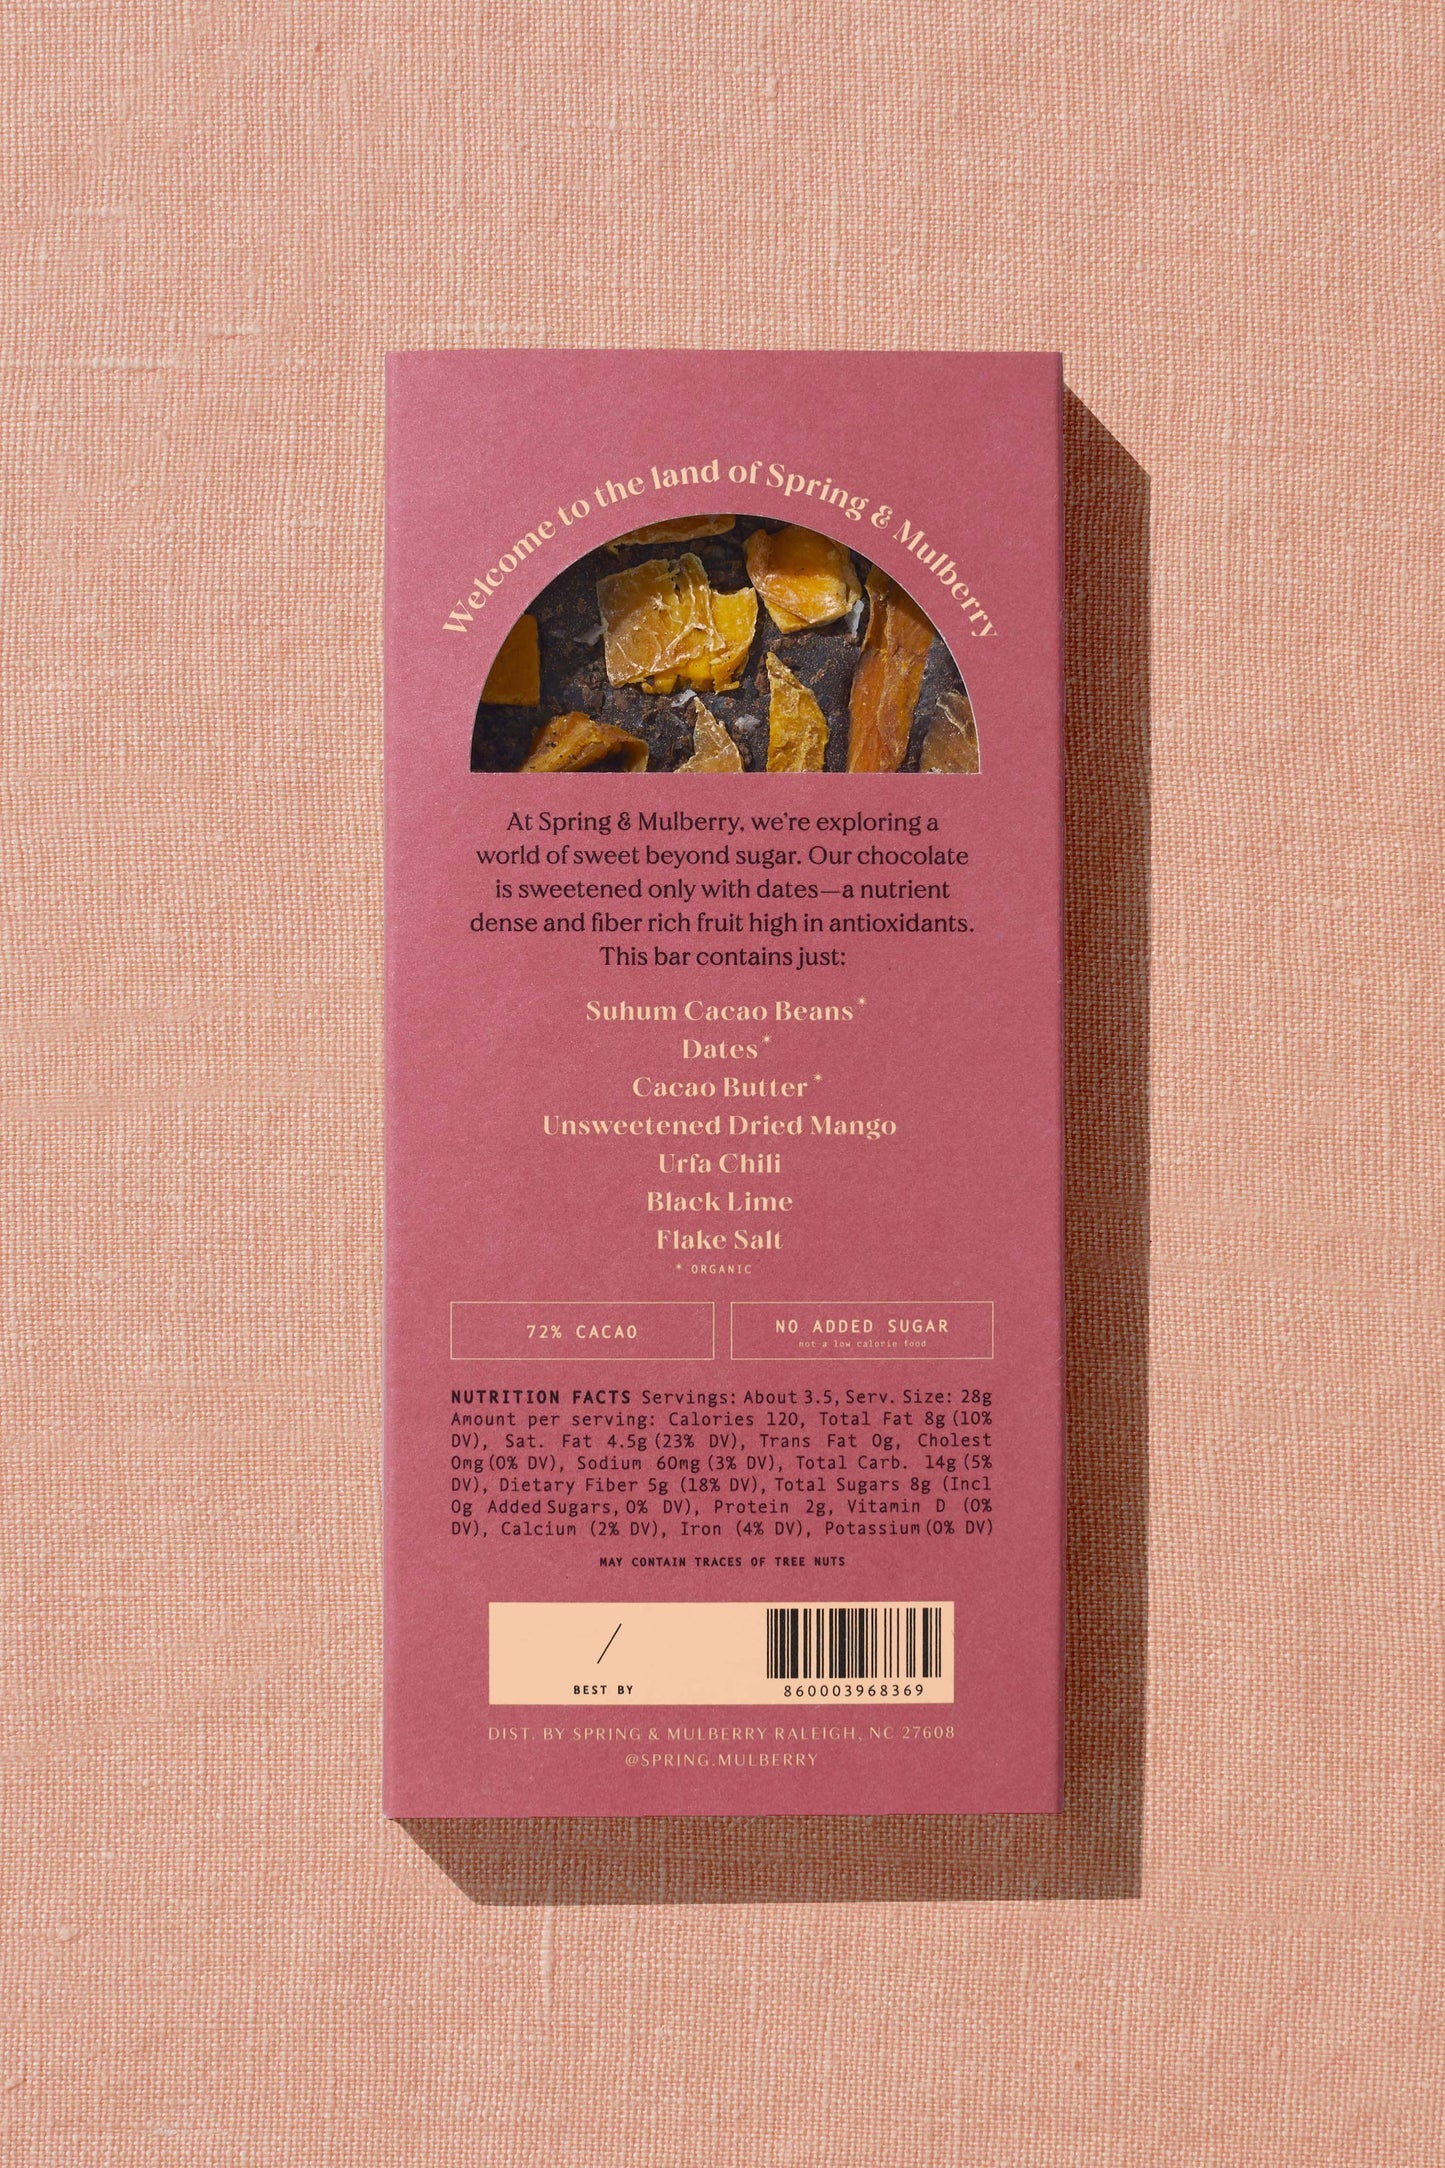 Welcome to the land of Spring & Mulberry
At Spring & Mulberry, we're exploring a
world of sweet beyond sugar. Our chocolate
is sweetened only with dates—a nutrient
dense and fiber rich fruit high in antioxidants.
This bar contains just:
Suhum Cacao Beans*
Dates*
Cacao Butter*
Unsweetened Dried Mango
Urfa Chili
Black Lime
Flake Salt
* ORGANIC
72% CACAO
NO ADDED SUGAR
not a low calorie food
NUTRITION FACTS Servings: About 3.5, Serv. Size: 28g
Amount per serving: Calories 120, Total Fat 8g (10%
DV), Sat. Fat 4.5g (23% DV), Trans Fat 0g, Cholest
0mg (0% DV), Sodium 60mg (3% DV), Total Carb. 14g (5%
DV), Dietary Fiber 5g (18% DV), Total Sugars 8g (Incl
0g Added Sugars, 0% DV), Protein 2g, Vitamin D (0%
DV), Calcium (2% DV), Iron (4% DV), Potassium (0% DV)
MAY CONTAIN TRACES OF TREE NUTS
/
BEST BY
860003968369
DIST. BY SPRING & MULBERRY RALEIGH, NC 27608
@SPRING.MULBERRY